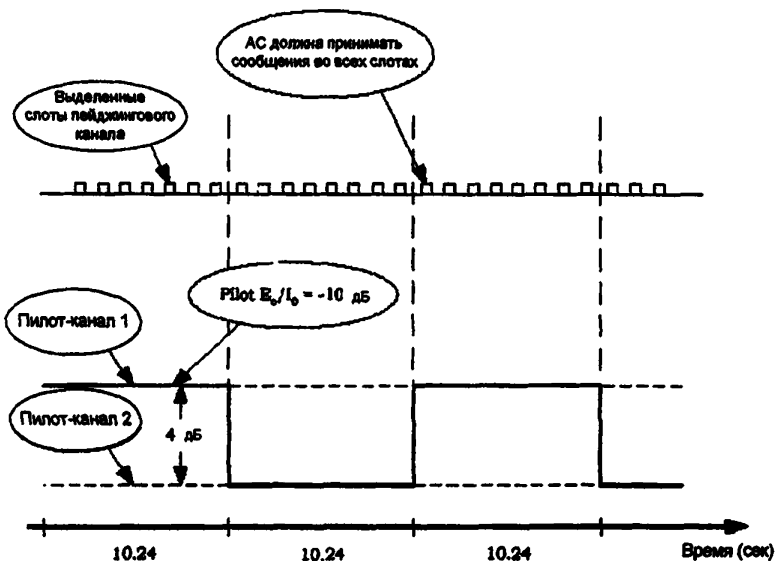 АС должна принимать
сообщения во всех слотах
Выделенные
слоты пейджингового
канала
Pilot Ec/Io = -10 дБ
Пилот-канал 1
Пилот-канал 2
4 дБ
10.24
10.24
10.24
Время (сек)